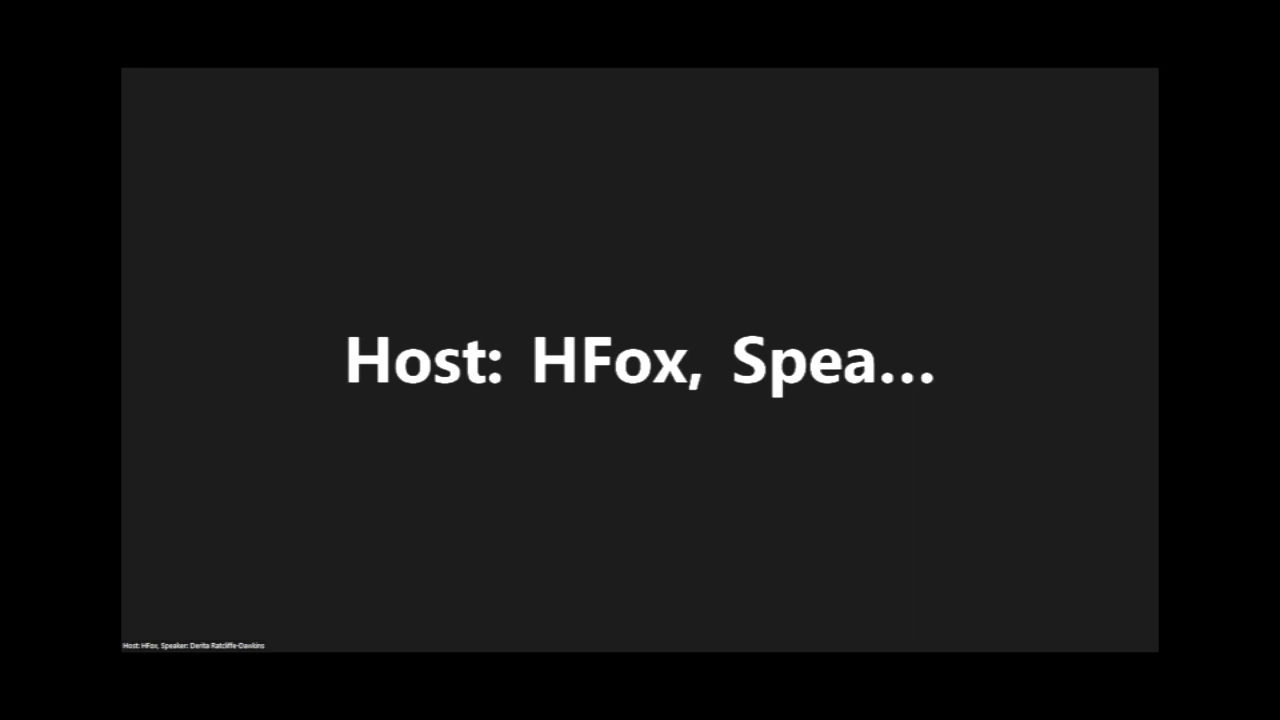 Host: HFox, Spea...
Host: HFox, Speaker: Derita Ratcliffe-Dawkins